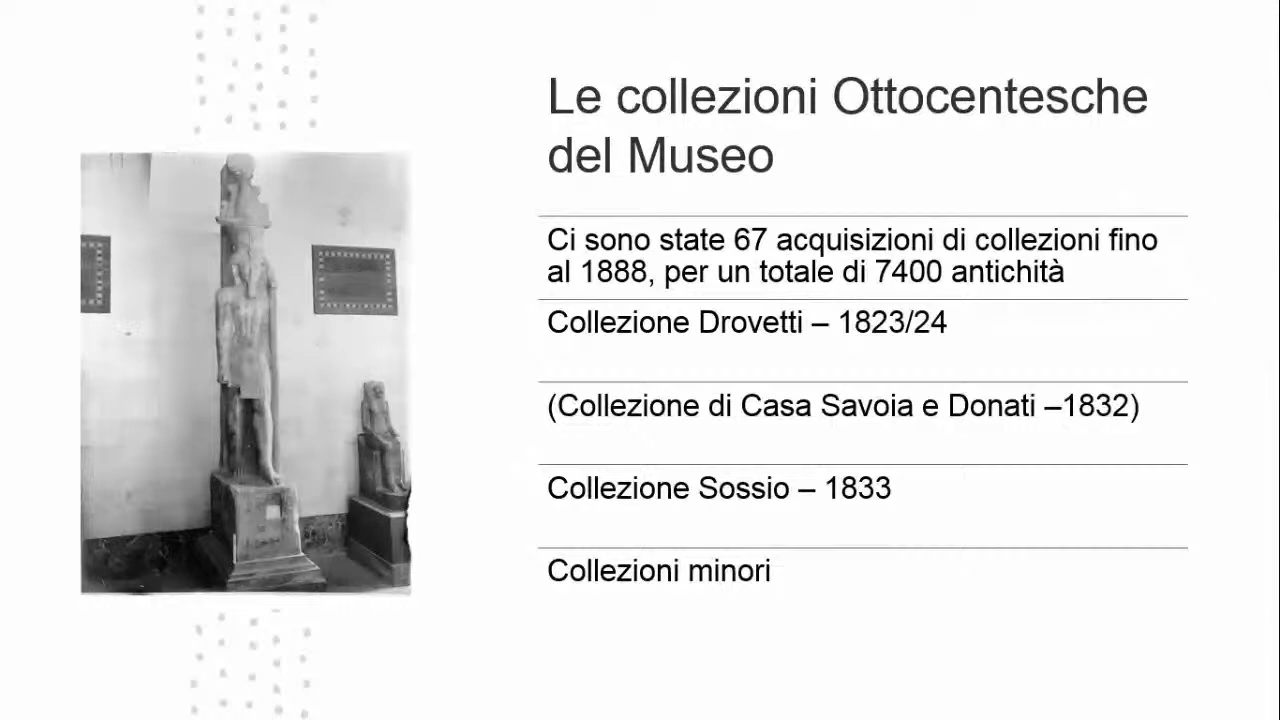 Le collezioni Ottocentesche
del Museo
Ci sono state 67 acquisizioni di collezioni fino
al 1888, per un totale di 7400 antichità
Collezione Drovetti – 1823/24
(Collezione di Casa Savoia e Donati –1832)
Collezione Sossio – 1833
Collezioni minori